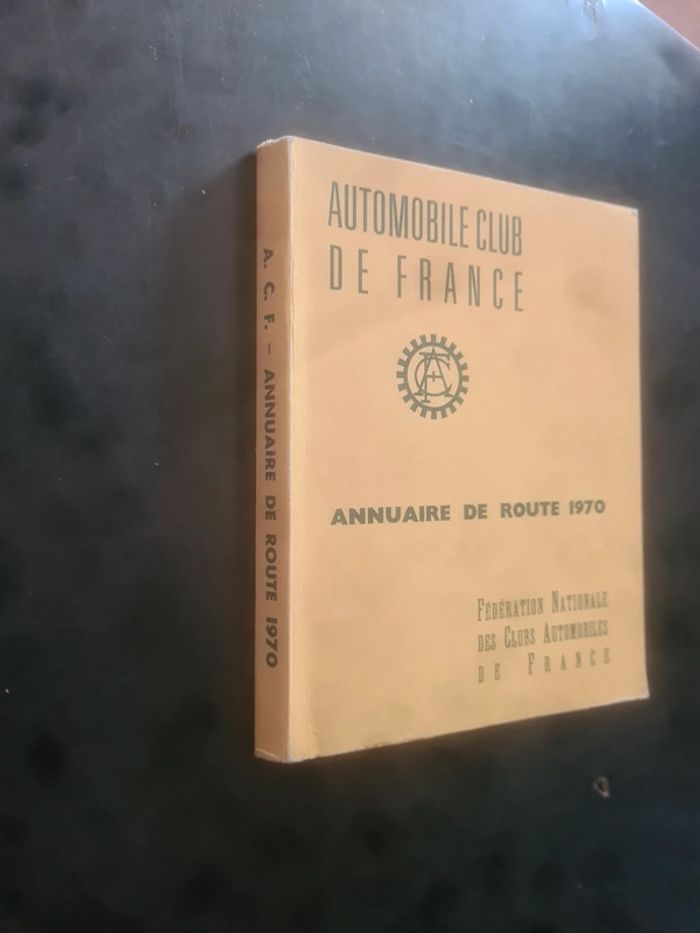 AUTOMOBILE CLUB
DE FRANCE
ACF
ANNUAIRE DE ROUTE 1970
FÉDÉRATION NATIONALE
DES CLUBS AUTOMOBILES
DE FRANCE
A. C. F. – ANNUAIRE DE ROUTE 1970